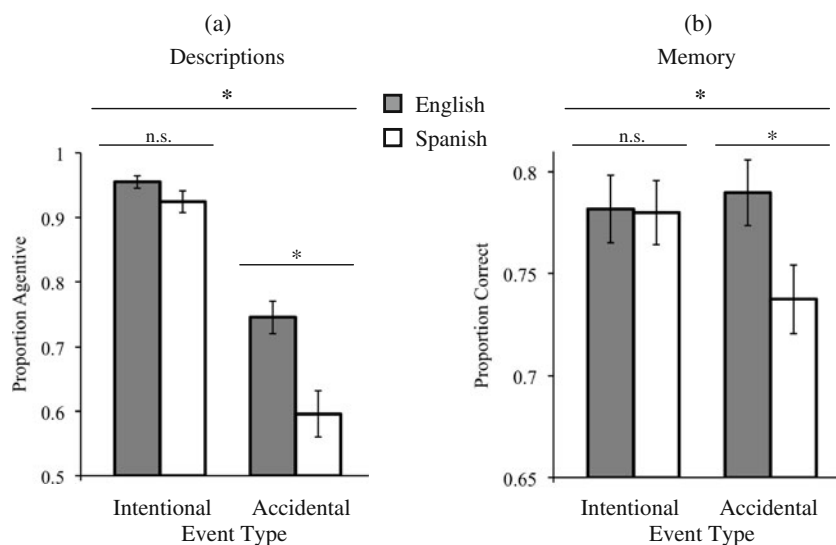 (a)
Descriptions
*
n.s.
*
1
0.9
0.8
0.7
0.6
0.5
Proportion Agentive
Intentional Accidental
Event Type
English
Spanish
(b)
Memory
*
n.s.
*
0.8
0.75
0.7
0.65
Proportion Correct
Intentional Accidental
Event Type